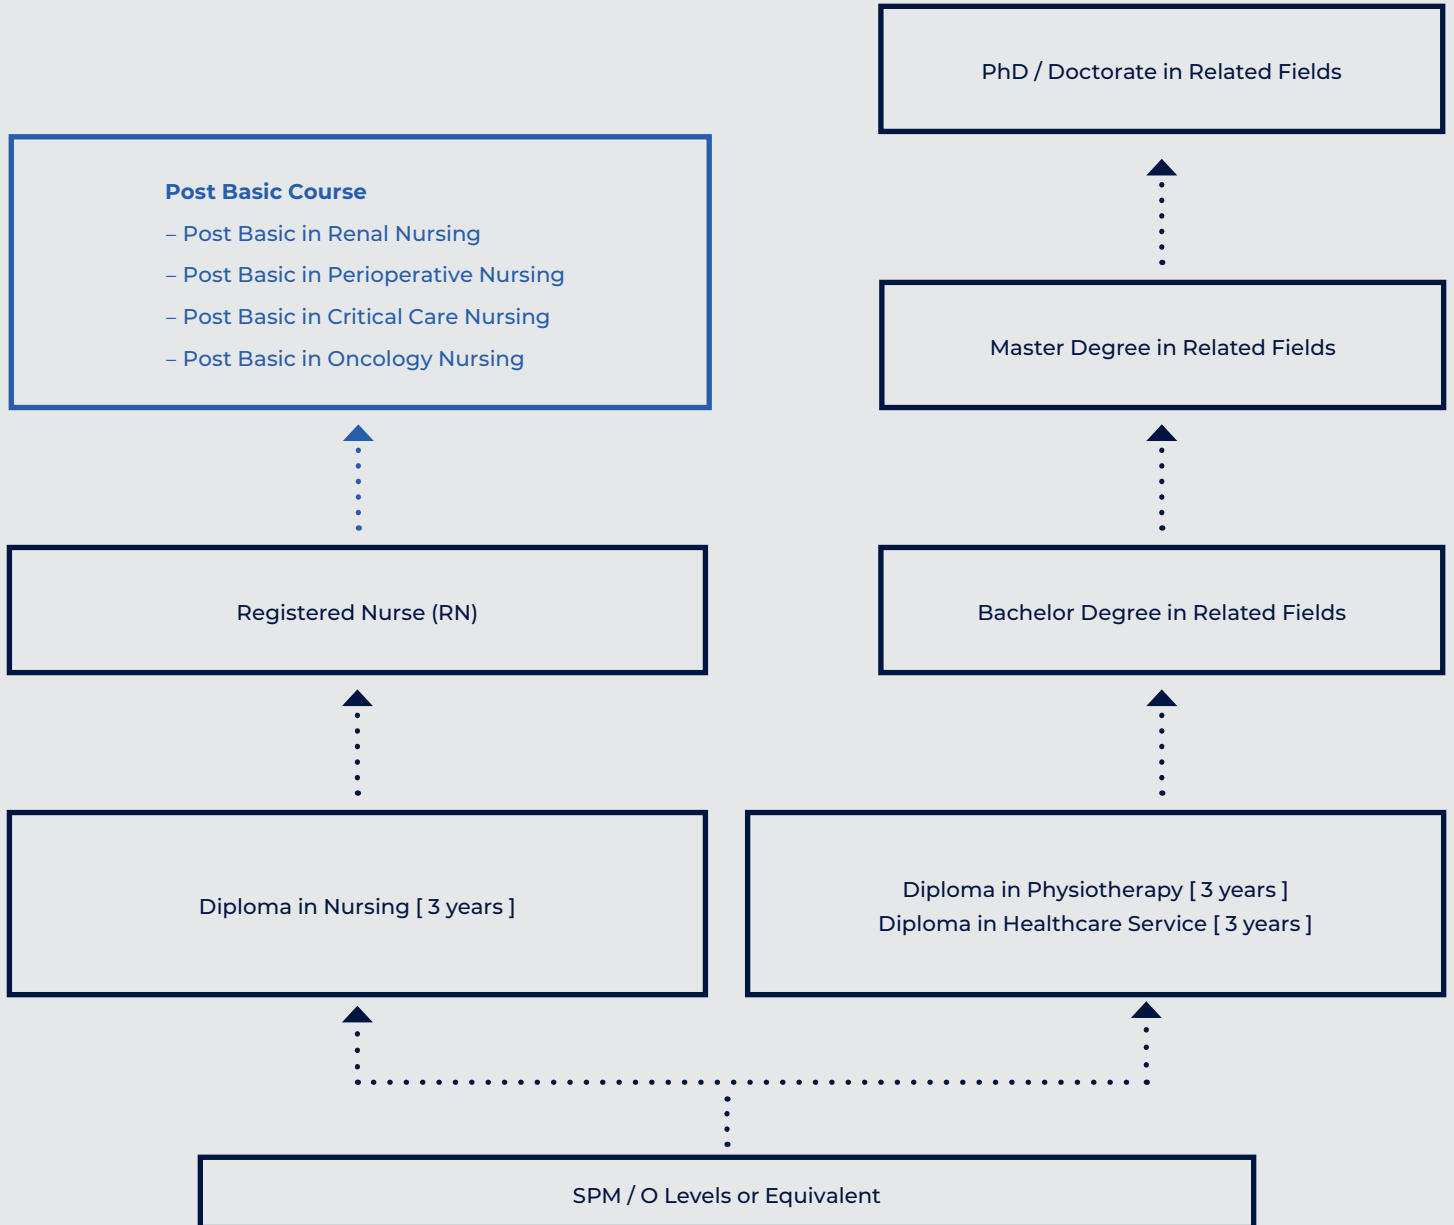 PhD / Doctorate in Related Fields
Post Basic Course
– Post Basic in Renal Nursing
– Post Basic in Perioperative Nursing
– Post Basic in Critical Care Nursing
– Post Basic in Oncology Nursing
Master Degree in Related Fields
Registered Nurse (RN)
Bachelor Degree in Related Fields
Diploma in Nursing [ 3 years ]
Diploma in Physiotherapy [ 3 years ]
Diploma in Healthcare Service [ 3 years ]
SPM / O Levels or Equivalent